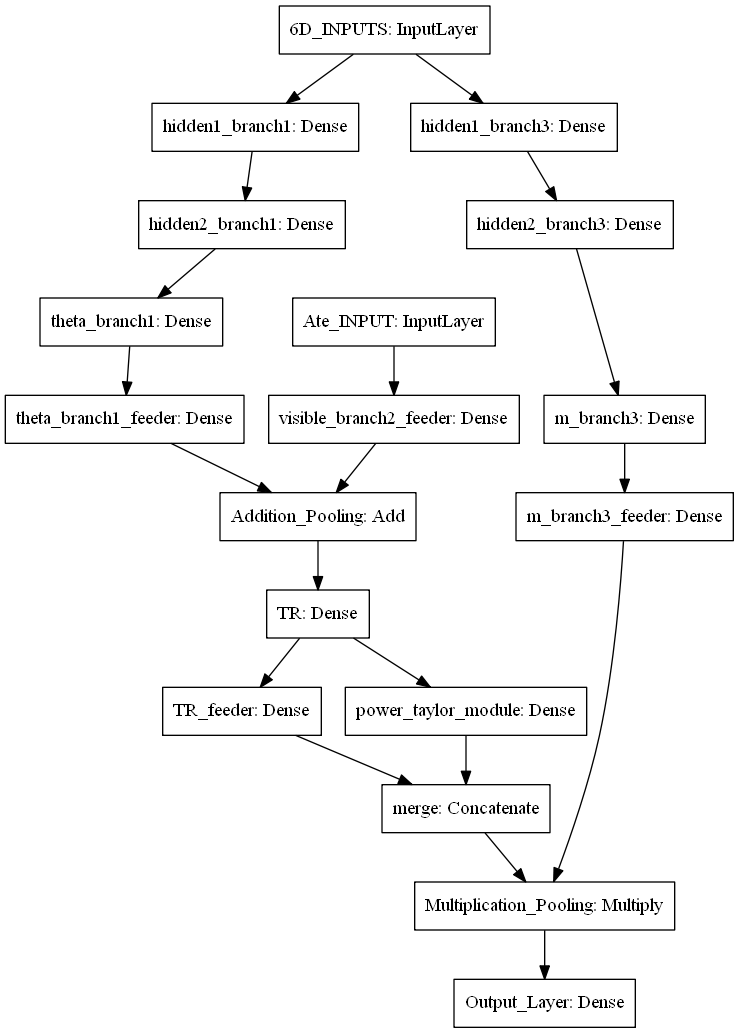 6D_INPUTS: InputLayer
hidden1_branch1: Dense
hidden1_branch3: Dense
hidden2_branch1: Dense
hidden2_branch3: Dense
theta_branch1: Dense
Ate_INPUT: InputLayer
theta_branch1_feeder: Dense
visible_branch2_feeder: Dense
m_branch3: Dense
Addition_Pooling: Add
m_branch3_feeder: Dense
TR: Dense
TR_feeder: Dense
power_taylor_module: Dense
merge: Concatenate
Multiplication_Pooling: Multiply
Output_Layer: Dense